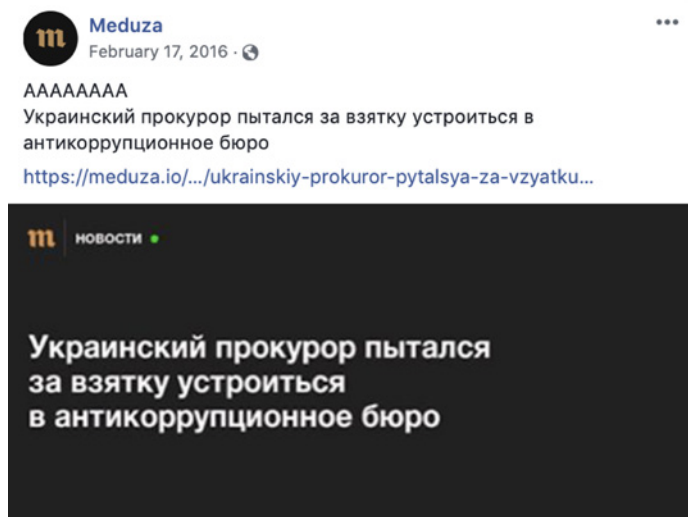 Meduza
February 17, 2016 ·
АААААААА
Украинский прокурор пытался за взятку устроиться в
антикоррупционное бюро
https://meduza.io/.../ukrainskiy-prokuror-pytalsya-za-vzyatku...
m НОВОСТИ
Украинский прокурор пытался
за взятку устроиться
в антикоррупционное бюро